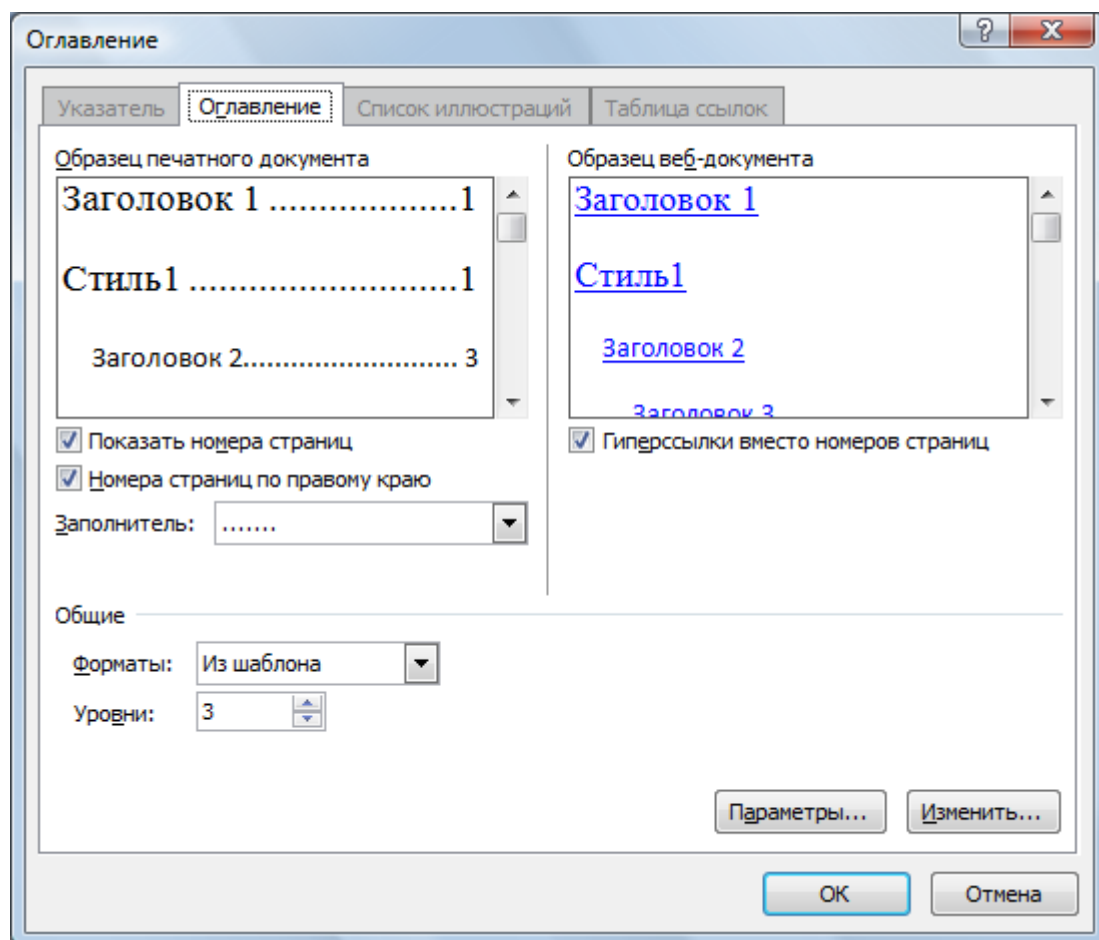 Оглавление
Указатель Оглавление Список иллюстраций Таблица ссылок
Образец печатного документа
Заголовок 1 ...................1
Стиль1 ...........................1
Заголовок 2.......................... 3
Показать номера страниц
Номера страниц по правому краю
Заполнитель: .......
Образец веб-документа
Заголовок 1
Стиль1
Заголовок 2
Заголовок 3
Гиперссылки вместо номеров страниц
Общие
Форматы: Из шаблона
Уровни: 3
Параметры... Изменить...
ОК Отмена